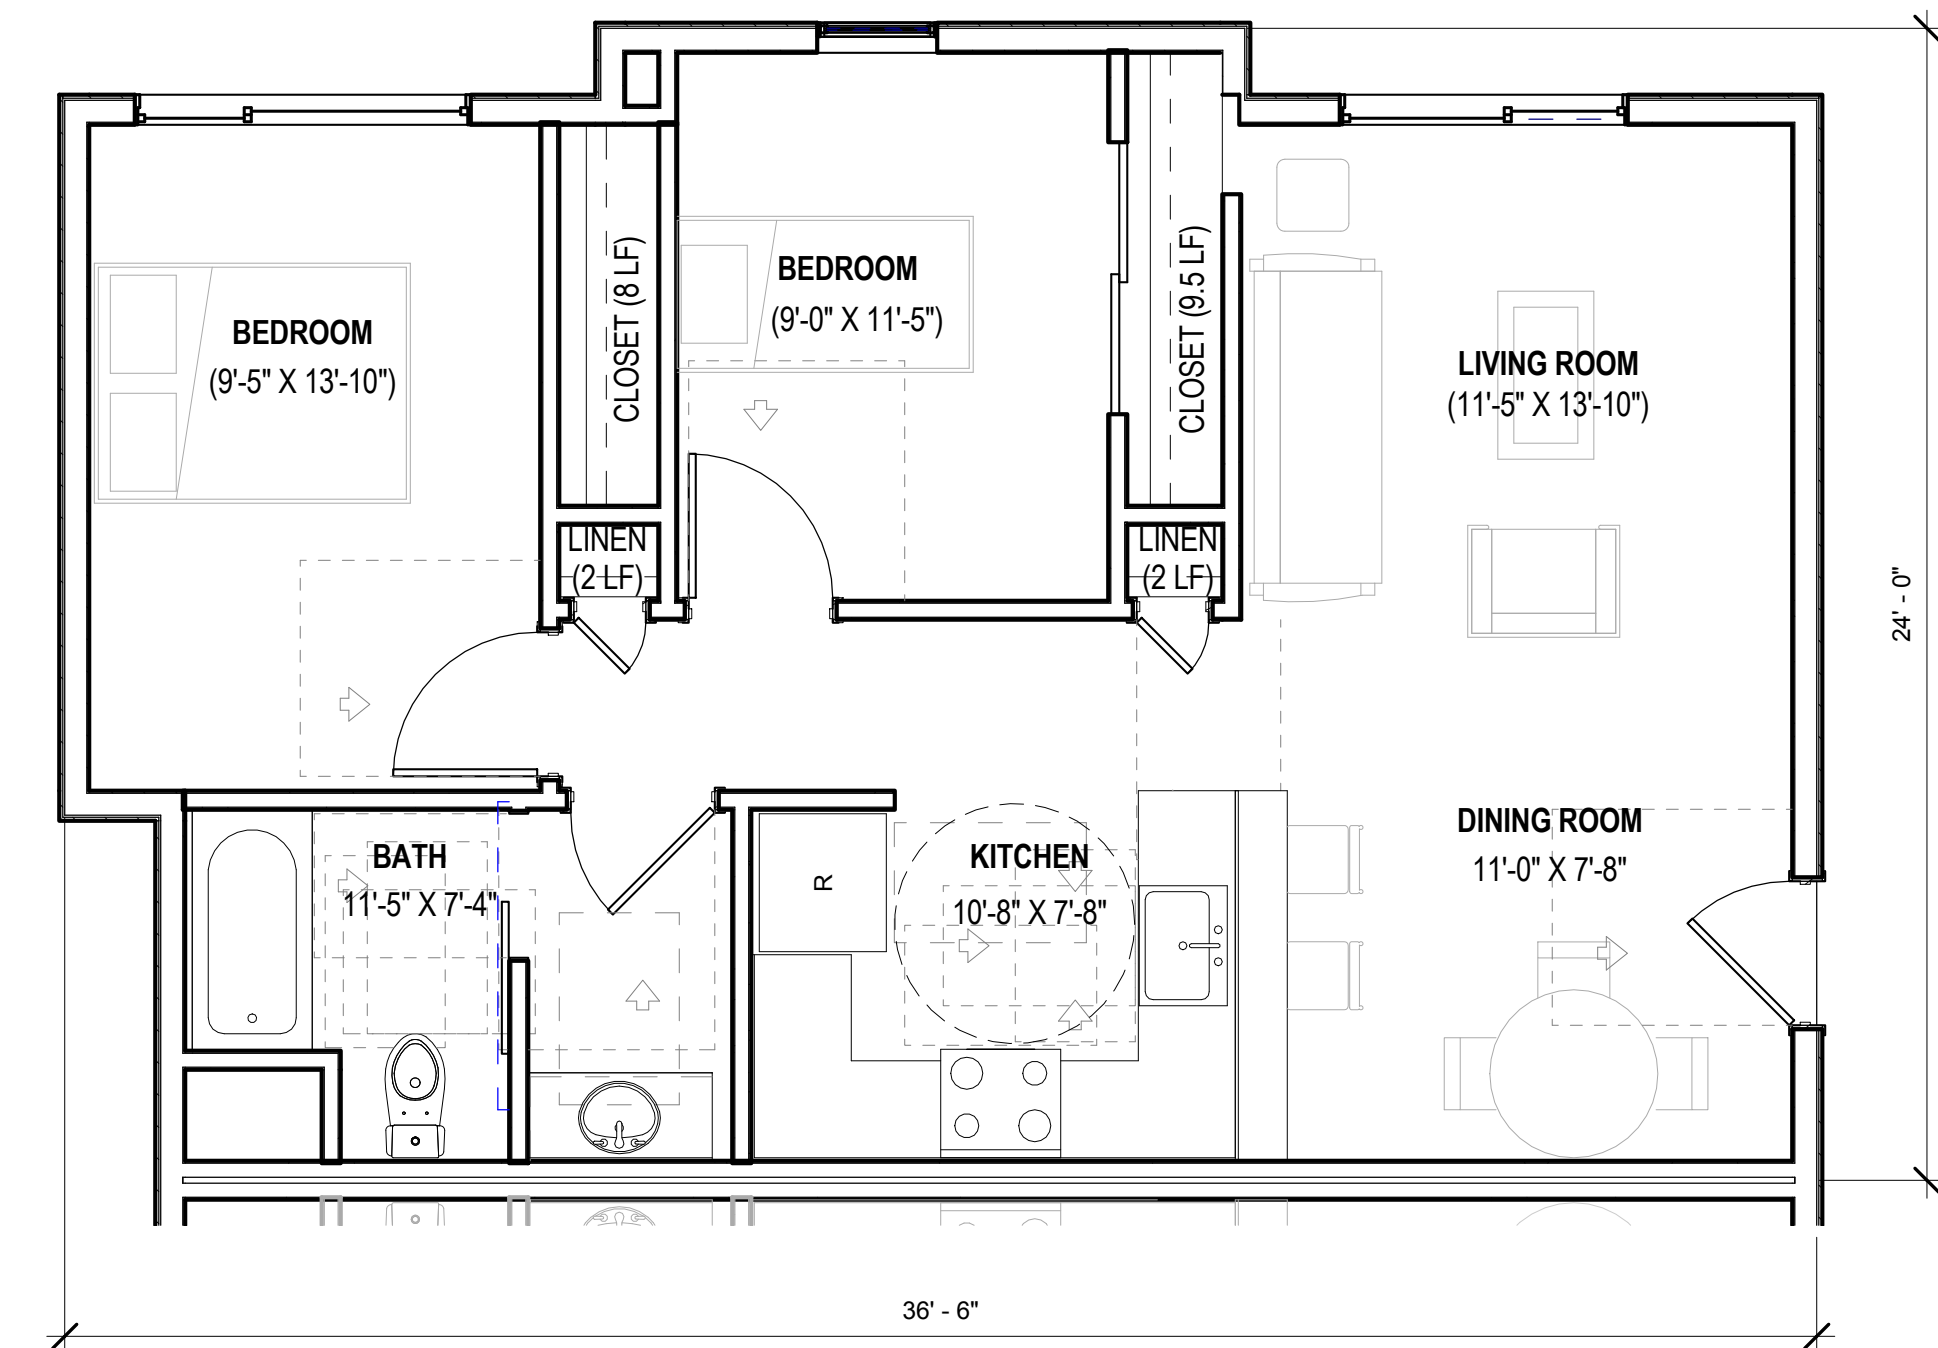 BEDROOM
(9'-5" X 13'-10")
CLOSET (8 LF)
BEDROOM
(9'-0" X 11'-5")
CLOSET (9.5 LF)
LIVING ROOM
(11'-5" X 13'-10")
LINEN
(2 LF)
LINEN
(2 LF)
24' - 0"
BATH
11'-5" X 7'-4"
R
KITCHEN
10'-8" X 7'-8"
DINING ROOM
11'-0" X 7'-8"
36' - 6"